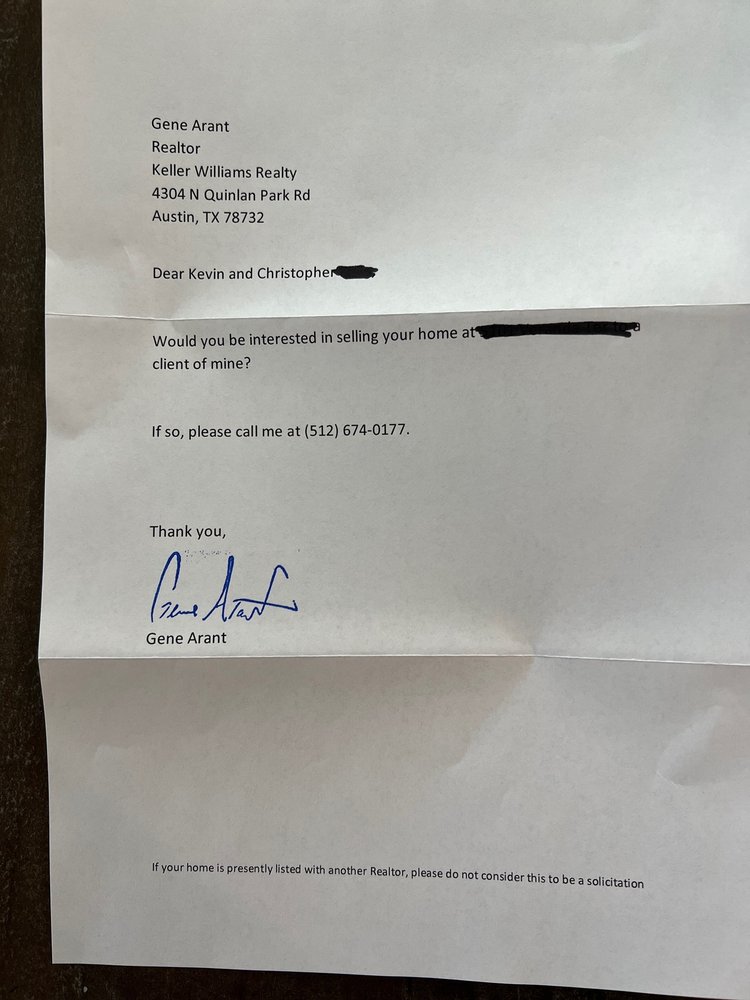 Gene Arant
Realtor
Keller Williams Realty
4304 N Quinlan Park Rd
Austin, TX 78732
Dear Kevin and Christopher
Would you be interested in selling your home at a
client of mine?
If so, please call me at (512) 674-0177.
Thank you,
Gene Arant
Gene Arant
If your home is presently listed with another Realtor, please do not consider this to be a solicitation